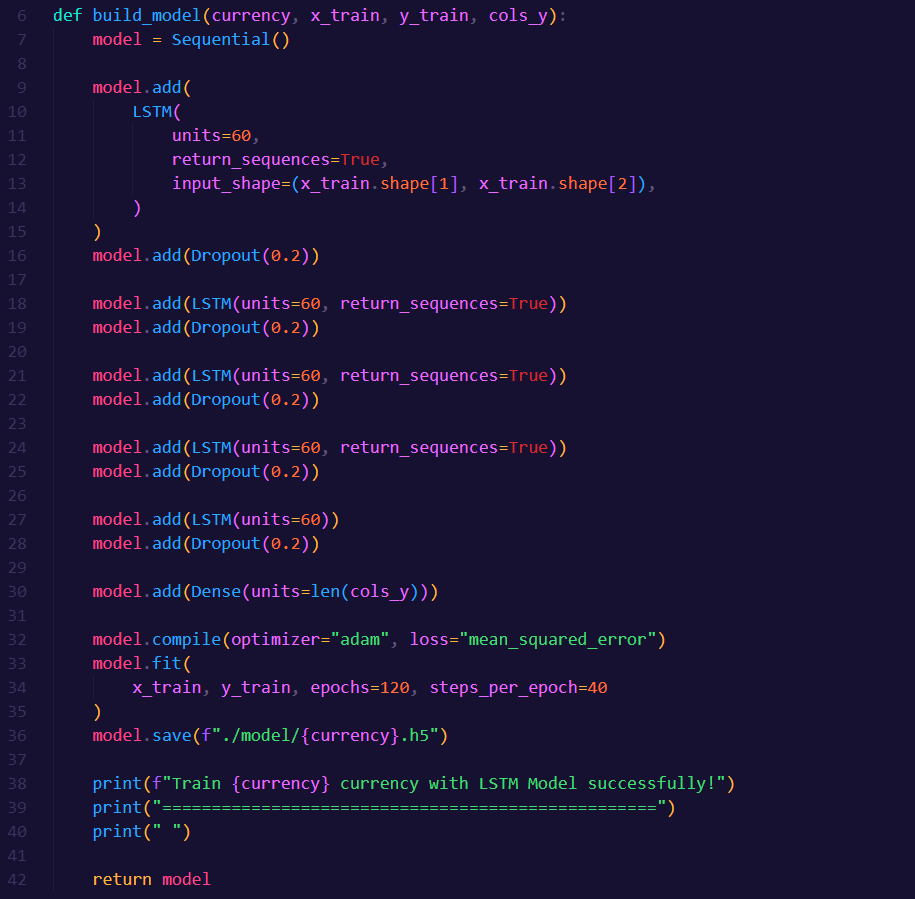 6 def build_model(currency, x_train, y_train, cols_y):
7     model = Sequential()
8
9     model.add(
10         LSTM(
11             units=60,
12             return_sequences=True,
13             input_shape=(x_train.shape[1], x_train.shape[2]),
14         )
15     )
16     model.add(Dropout(0.2))
17
18     model.add(LSTM(units=60, return_sequences=True))
19     model.add(Dropout(0.2))
20
21     model.add(LSTM(units=60, return_sequences=True))
22     model.add(Dropout(0.2))
23
24     model.add(LSTM(units=60, return_sequences=True))
25     model.add(Dropout(0.2))
26
27     model.add(LSTM(units=60))
28     model.add(Dropout(0.2))
29
30     model.add(Dense(units=len(cols_y)))
31
32     model.compile(optimizer="adam", loss="mean_squared_error")
33     model.fit(
34         x_train, y_train, epochs=120, steps_per_epoch=40
35     )
36     model.save(f"./model/{currency}.h5")
37
38     print(f"Train {currency} currency with LSTM Model successfully!")
39     print("==================================================")
40     print(" ")
41
42     return model